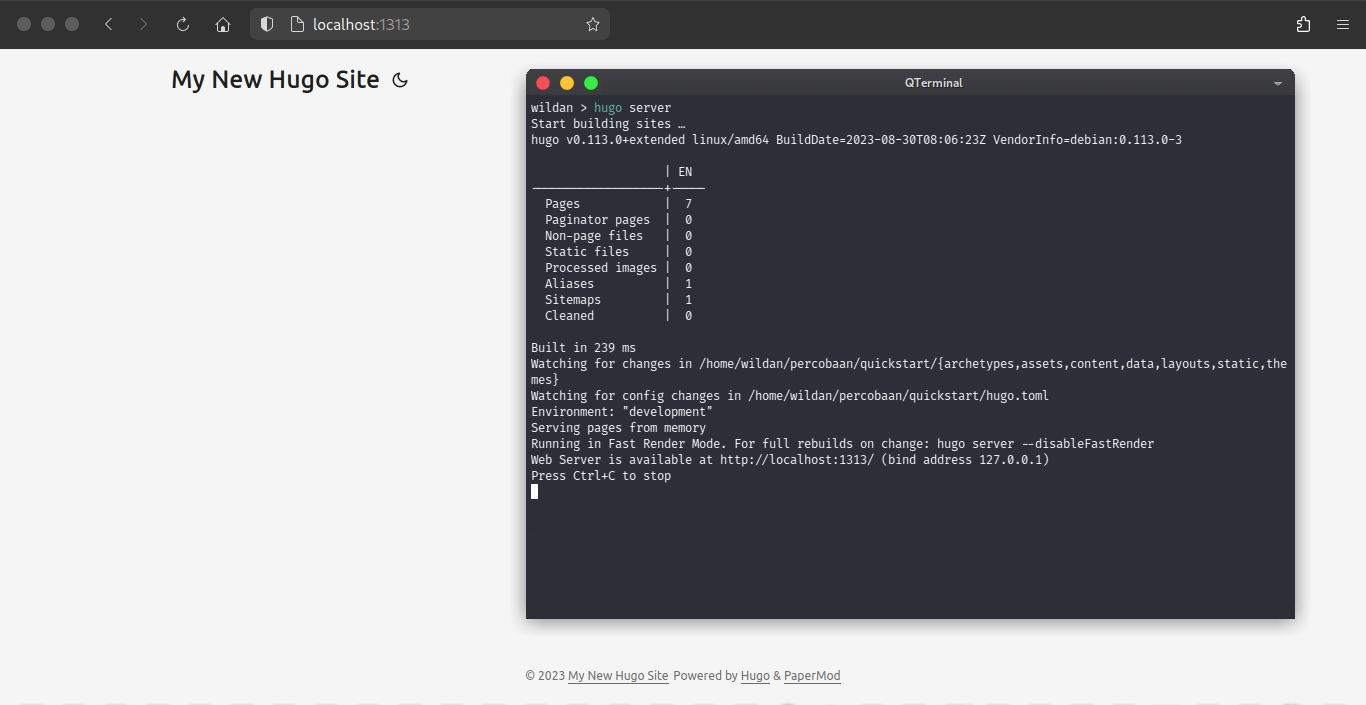 localhost:1313
My New Hugo Site
QTerminal
wildan > hugo server
Start building sites …
hugo v0.113.0+extended linux/amd64 BuildDate=2023-08-30T08:06:23Z VendorInfo=debian:0.113.0-3
| EN
-------------------+-----
Pages | 7
Paginator pages | 0
Non-page files | 0
Static files | 0
Processed images | 0
Aliases | 1
Sitemaps | 1
Cleaned | 0
Built in 239 ms
Watching for changes in /home/wildan/percobaan/quickstart/{archetypes,assets,content,data,layouts,static,the
mes}
Watching for config changes in /home/wildan/percobaan/quickstart/hugo.toml
Environment: "development"
Serving pages from memory
Running in Fast Render Mode. For full rebuilds on change: hugo server --disableFastRender
Web Server is available at http://localhost:1313/ (bind address 127.0.0.1)
Press Ctrl+C to stop
© 2023 My New Hugo Site Powered by Hugo & PaperMod